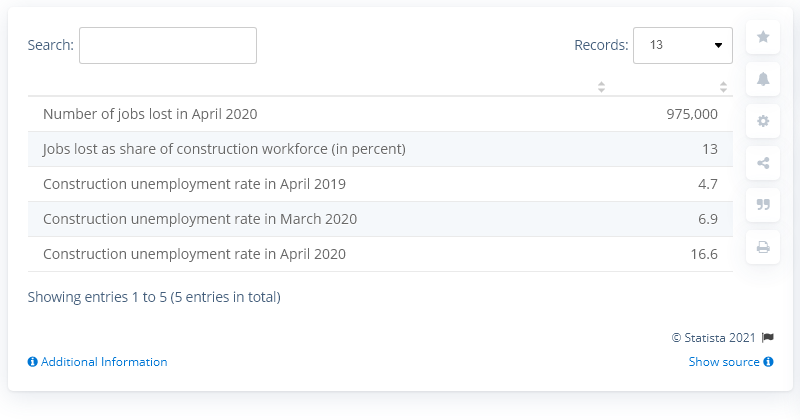 Search:
Records: 13
Number of jobs lost in April 2020 975,000
Jobs lost as share of construction workforce (in percent) 13
Construction unemployment rate in April 2019 4.7
Construction unemployment rate in March 2020 6.9
Construction unemployment rate in April 2020 16.6
Showing entries 1 to 5 (5 entries in total)
© Statista 2021
Additional Information
Show source